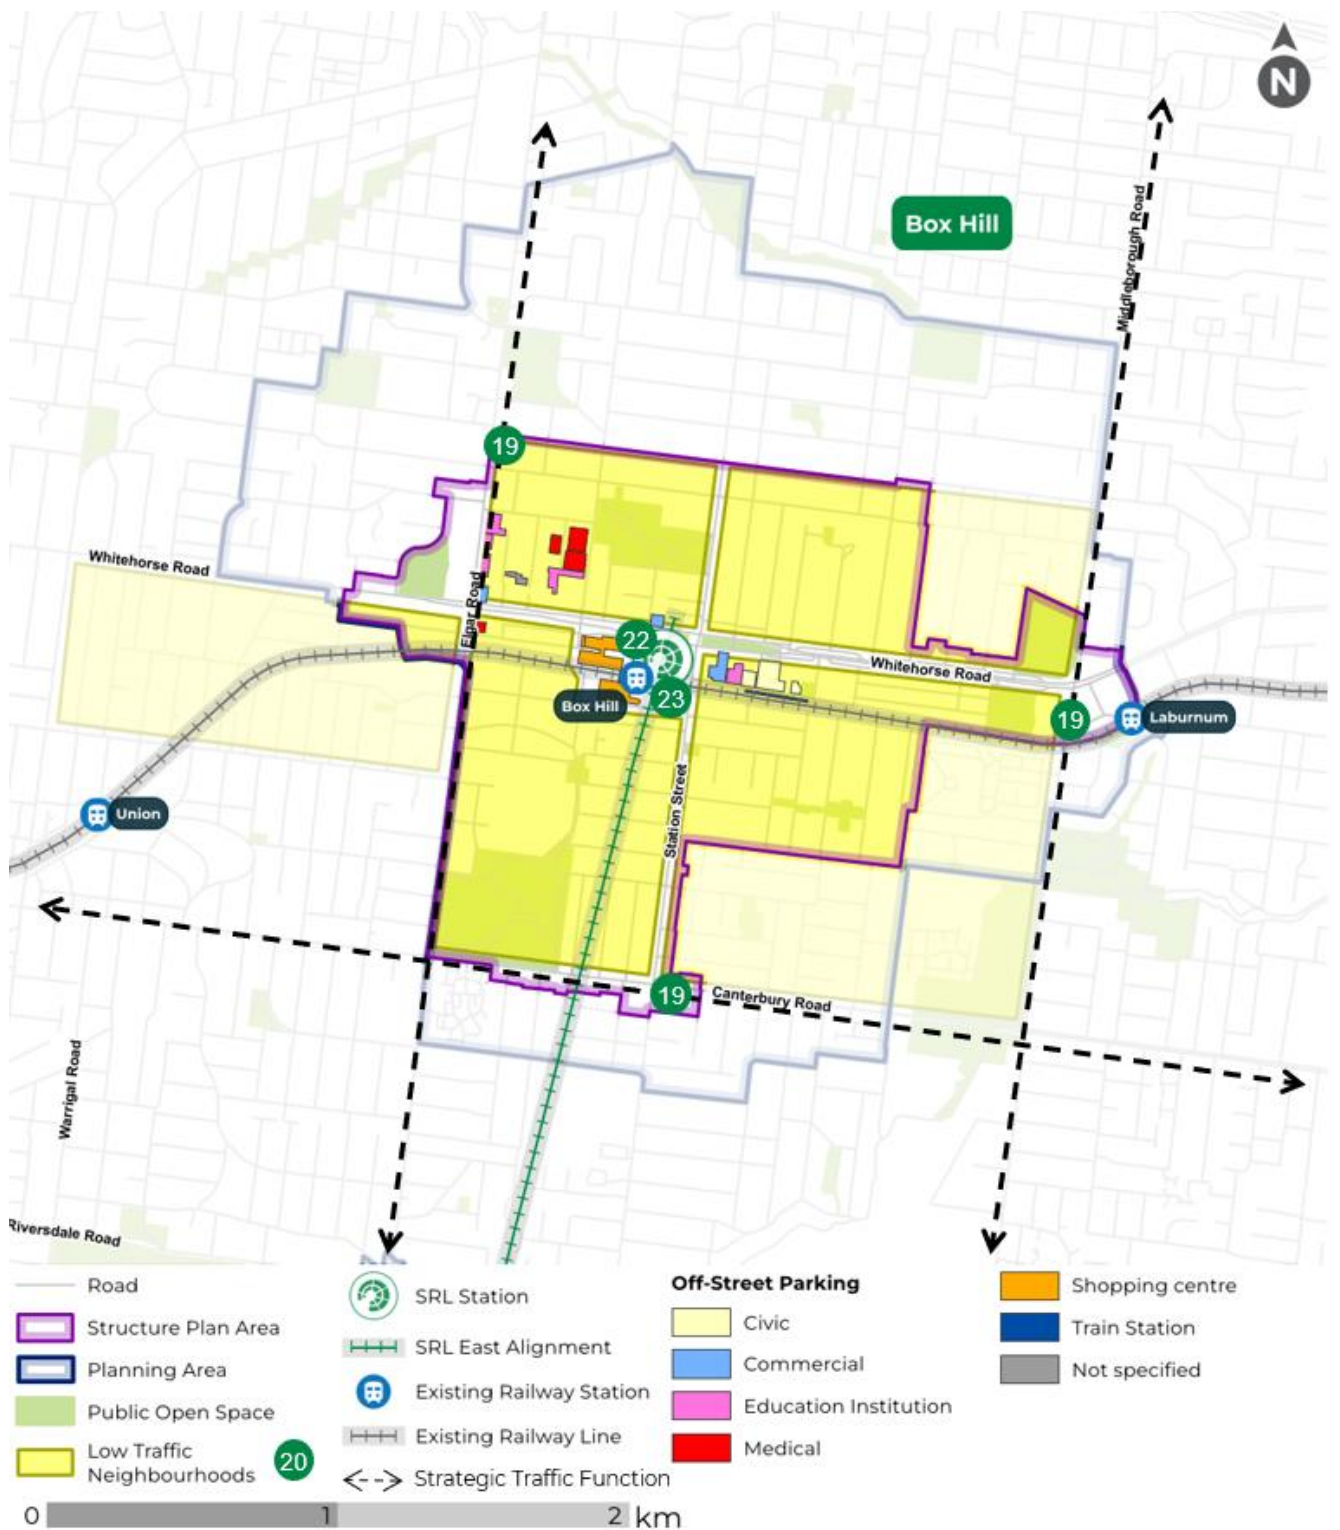 N
Box Hill
Middleborough Road
19
Whitehorse Road
Elgar Road
22
Whitehorse Road
Box Hill
23
19
Laburnum
Union
Station Street
19
Canterbury Road
Warrigal Road
Riversdale Road
Road
Structure Plan Area
Planning Area
Public Open Space
Low Traffic
Neighbourhoods
20
SRL Station
SRL East Alignment
Existing Railway Station
Existing Railway Line
Strategic Traffic Function
Off-Street Parking
Civic
Commercial
Education Institution
Medical
Shopping centre
Train Station
Not specified
0 1 2 km